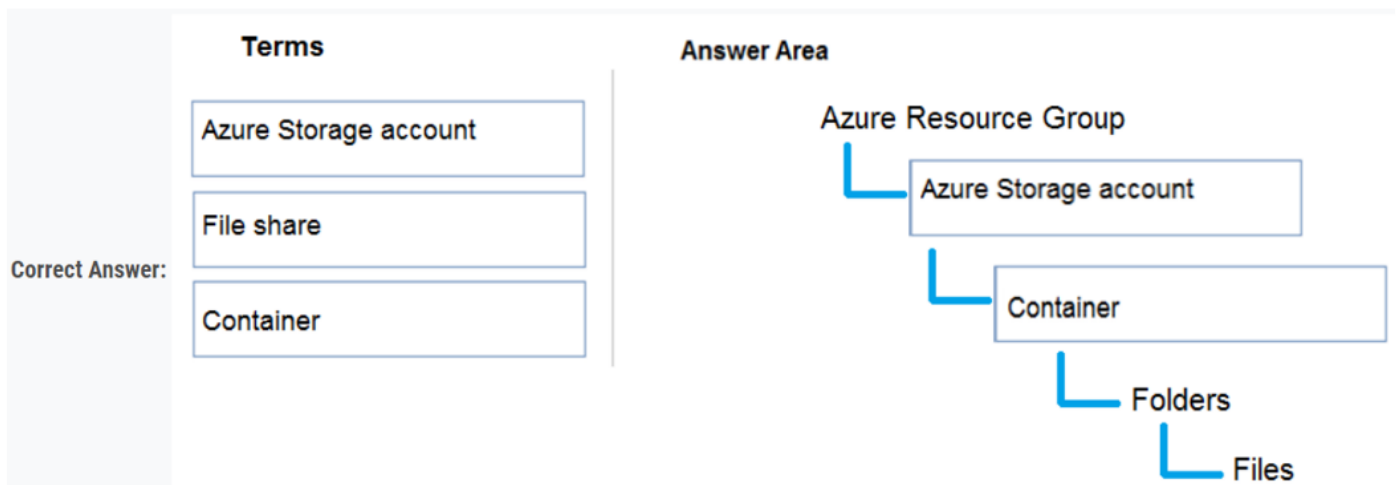 Terms
Answer Area
Azure Storage account
File share
Container
Correct Answer:
Azure Resource Group
Azure Storage account
Container
Folders
Files